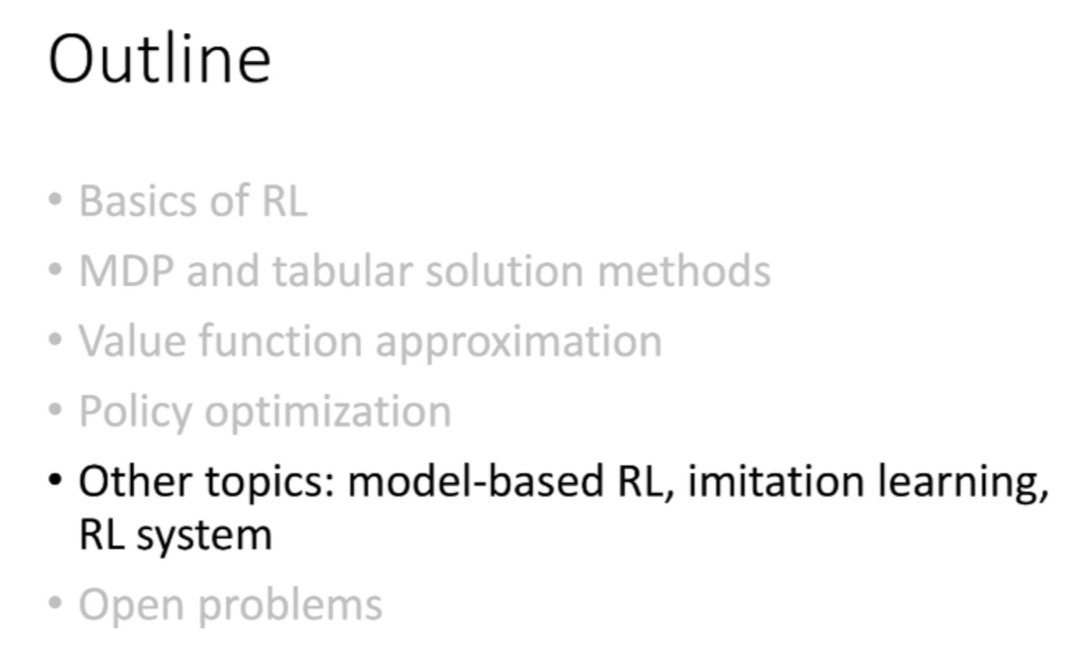 Outline
• Basics of RL
• MDP and tabular solution methods
• Value function approximation
• Policy optimization
• Other topics: model-based RL, imitation learning,
RL system
• Open problems